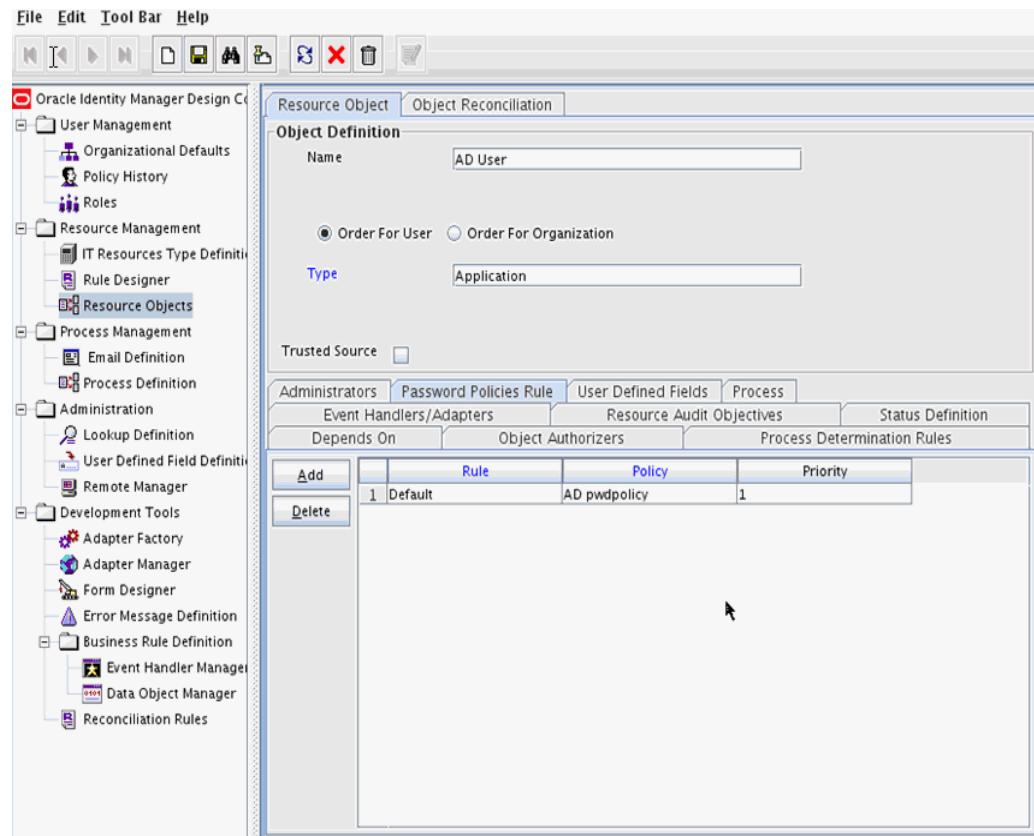 File Edit Tool Bar Help
Oracle Identity Manager Design Co
User Management
Organizational Defaults
Policy History
Roles
Resource Management
IT Resources Type Definiti
Rule Designer
Resource Objects
Process Management
Email Definition
Process Definition
Administration
Lookup Definition
User Defined Field Definiti
Remote Manager
Development Tools
Adapter Factory
Adapter Manager
Form Designer
Error Message Definition
Business Rule Definition
Event Handler Manager
Data Object Manager
Reconciliation Rules
Resource Object Object Reconciliation
Object Definition
Name AD User
Order For User Order For Organization
Type Application
Trusted Source
Administrators Password Policies Rule User Defined Fields Process
Event Handlers/Adapters Resource Audit Objectives Status Definition
Depends On Object Authorizers Process Determination Rules
Add
Delete
Rule Policy Priority
1 Default AD pwdpolicy 1